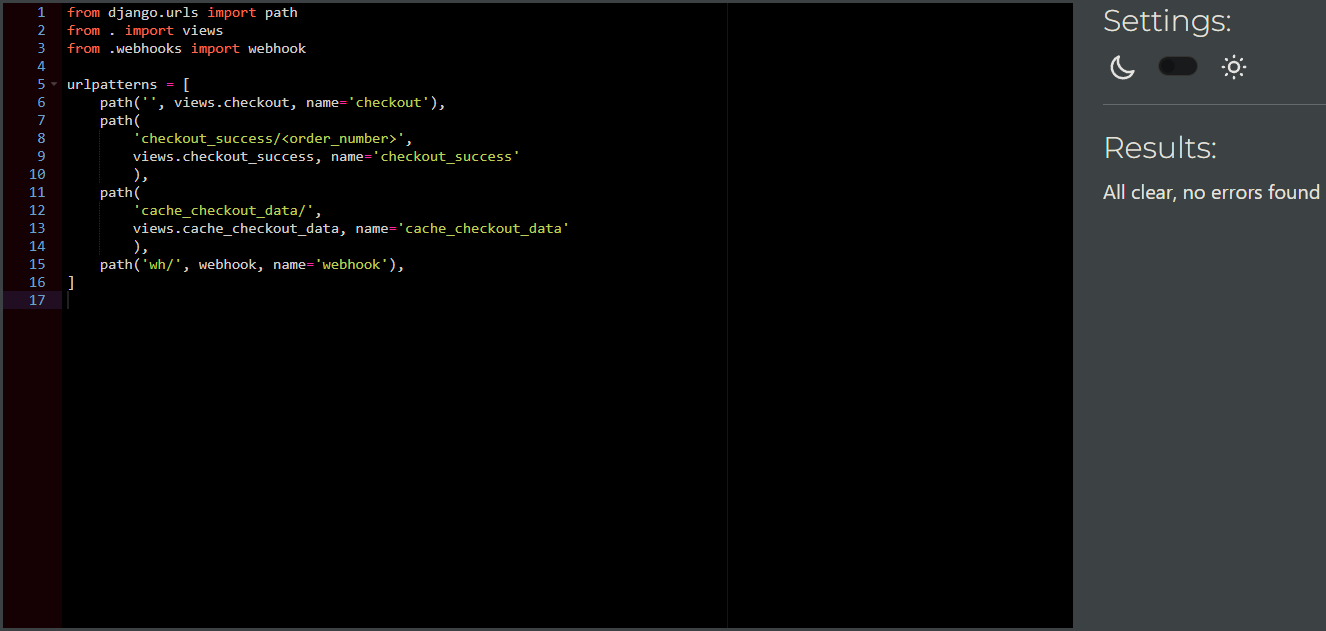 1 from django.urls import path
2 from . import views
3 from .webhooks import webhook
4
5 urlpatterns = [
6     path('', views.checkout, name='checkout'),
7     path(
8         'checkout_success/<order_number>',
9         views.checkout_success, name='checkout_success'
10         ),
11     path(
12         'cache_checkout_data/',
13         views.cache_checkout_data, name='cache_checkout_data'
14         ),
15     path('wh/', webhook, name='webhook'),
16 ]
17
Settings:
Results:
All clear, no errors found